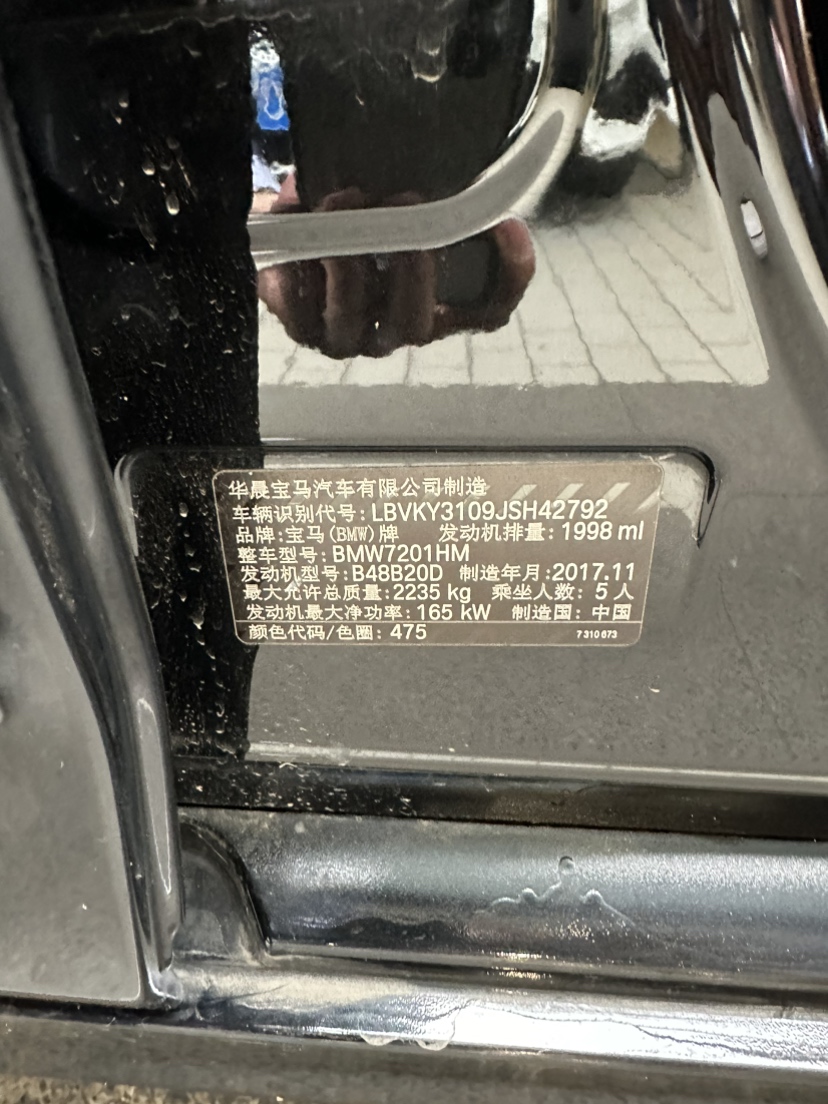 华晨宝马汽车有限公司制造
车辆识别代号: LBVKY3109JSH42792
品牌: 宝马(BMW)牌 发动机排量: 1998 ml
整车型号: BMW7201HM
发动机型号: B48B20D 制造年月: 2017.11
最大允许总质量: 2235 kg 乘坐人数: 5 人
发动机最大净功率: 165 kW 制造国: 中国
颜色代码/色圈: 475 7310673